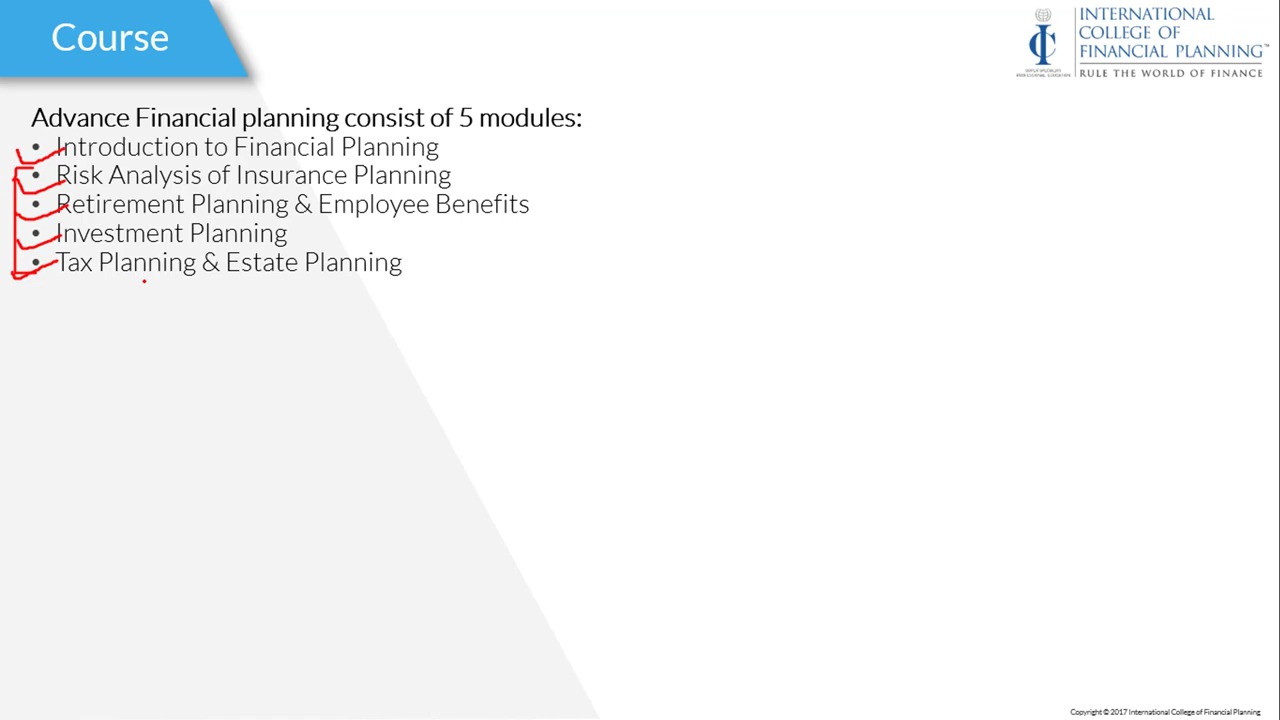 Course
INTERNATIONAL
COLLEGE OF
FINANCIAL PLANNING™
RULE THE WORLD OF FINANCE
Advance Financial planning consist of 5 modules:
• Introduction to Financial Planning
• Risk Analysis of Insurance Planning
• Retirement Planning & Employee Benefits
• Investment Planning
• Tax Planning & Estate Planning
Copyright © 2017 International College of Financial Planning